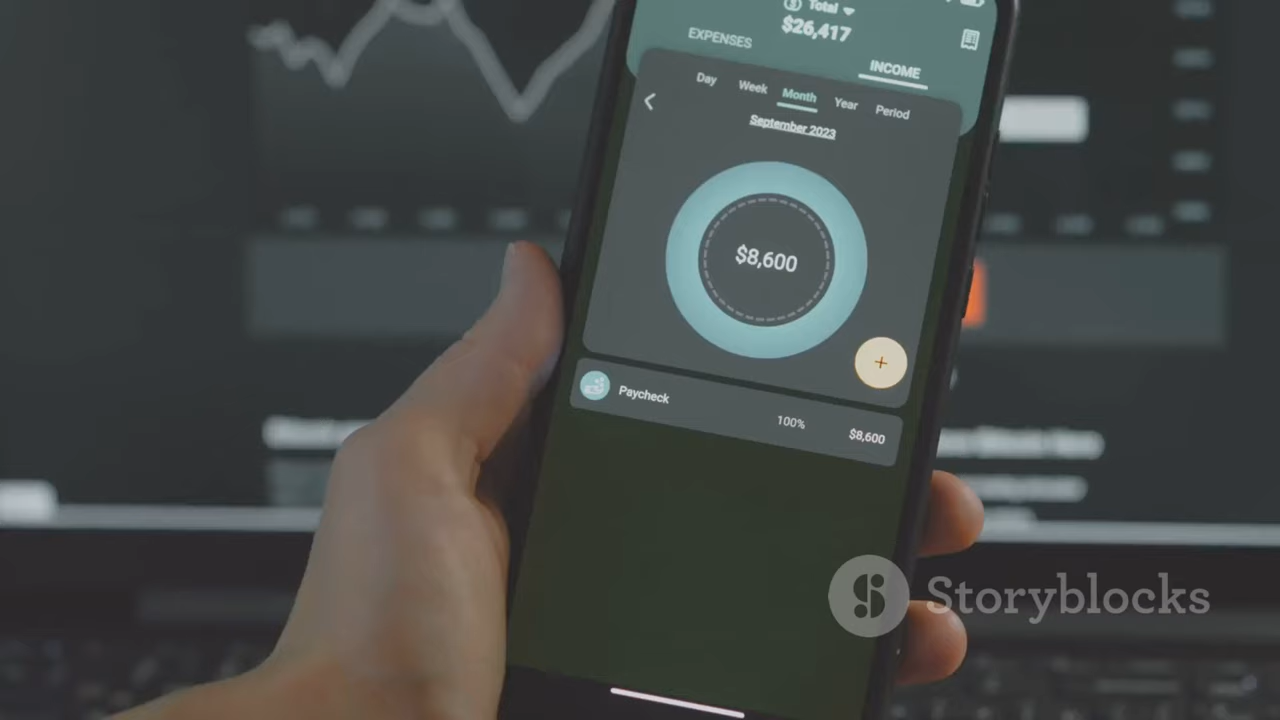 Total
$26,417
EXPENSES
INCOME
Day Week Month Year Period
September 2023
$8,600
+
Paycheck 100% $8,600
Storyblocks